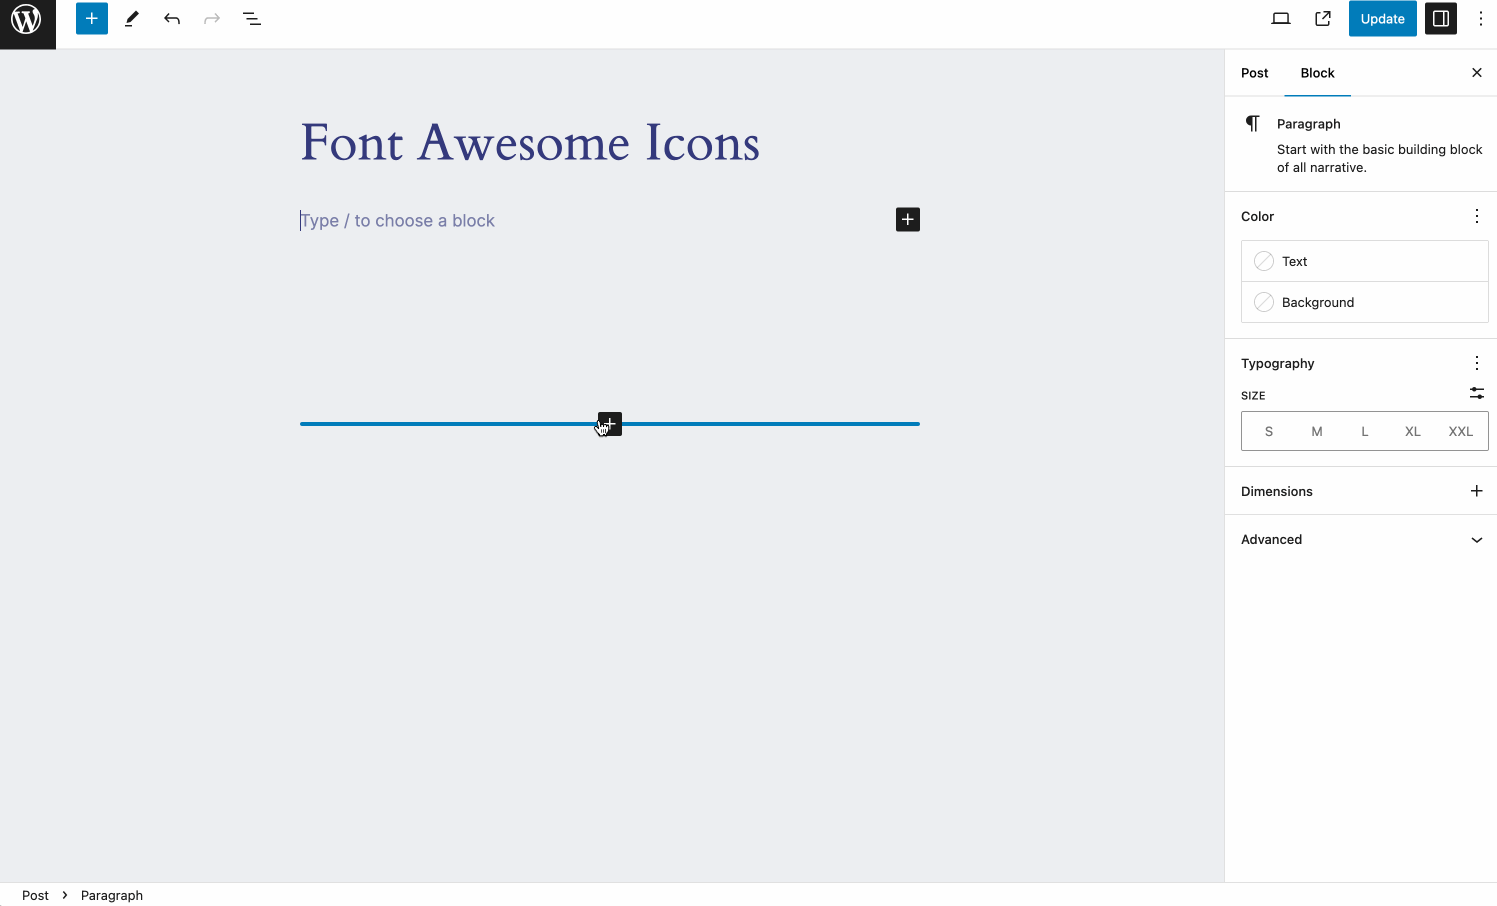 Update
Post
Block
Font Awesome Icons
Paragraph
Start with the basic building block
of all narrative.
Type / to choose a block
Color
Text
Background
Typography
SIZE
S M L XL XXL
Dimensions
Advanced
Post
Paragraph